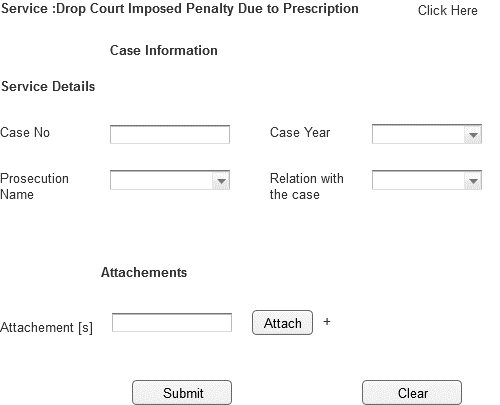 Service :Drop Court Imposed Penalty Due to Prescription Click Here
Case Information
Service Details
Case No
Case Year
Prosecution
Name
Relation with
the case
Attachements
Attachement [s]
Attach +
Submit
Clear